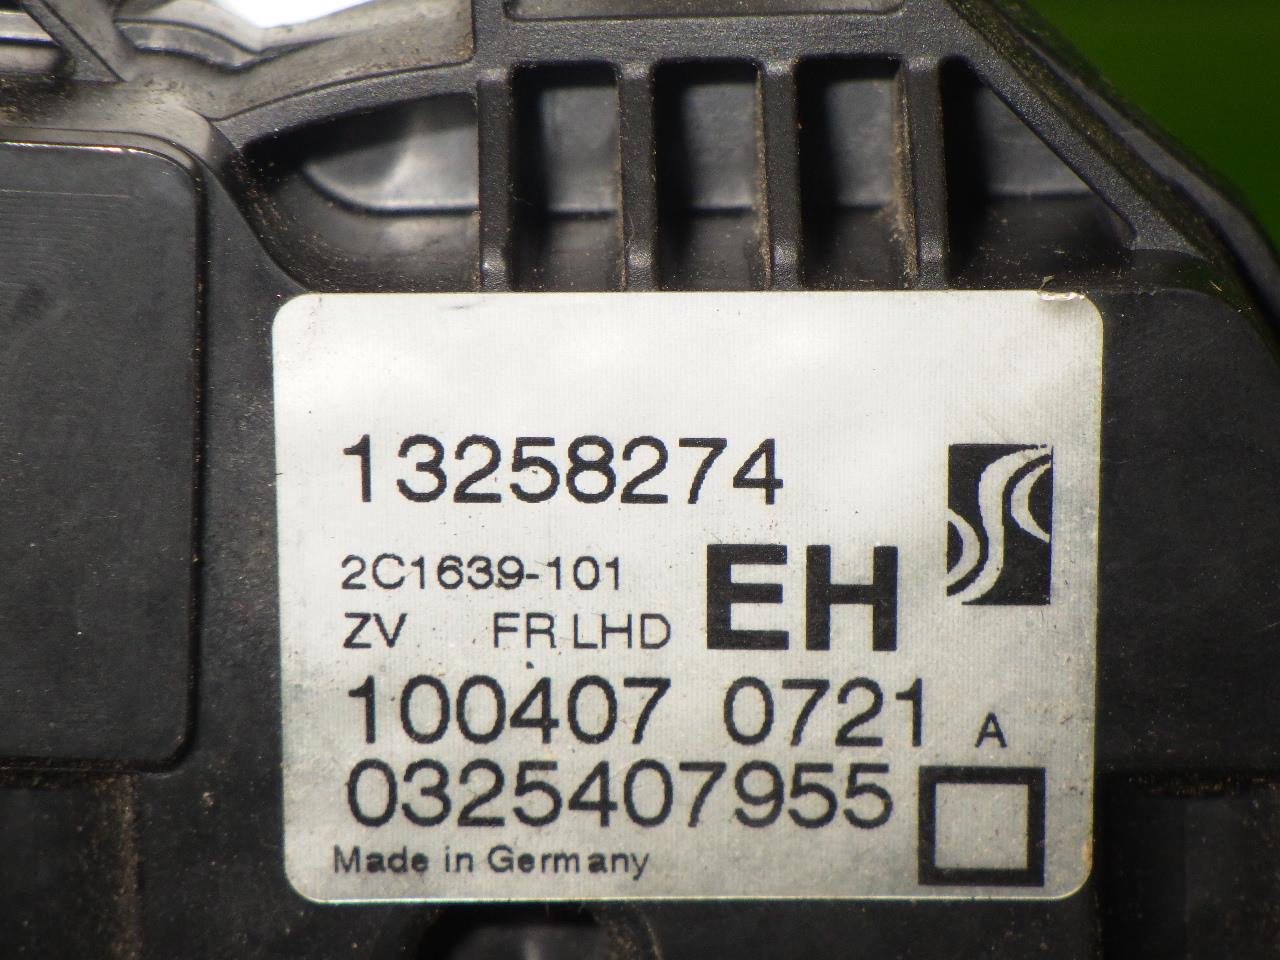 13258274
2C1639-101
EH
ZV FR LHD
100407 0721 A
0325407955
Made in Germany